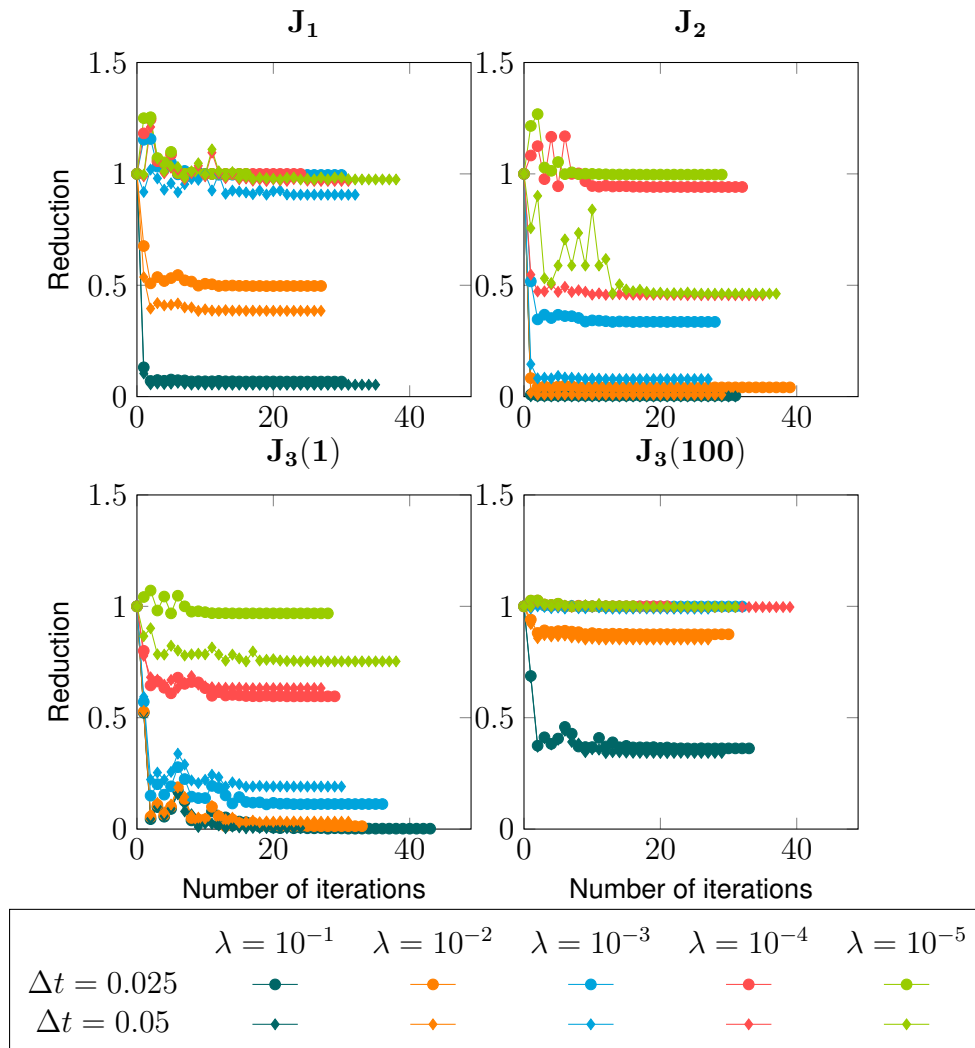 J₁ J₂
1.5 1.5
1 1
0.5 0.5
0 0
0 20 40 0 20 40
Reduction
J₃(1) J₃(100)
1.5 1.5
1 1
0.5 0.5
0 0
0 20 40 0 20 40
Reduction
Number of iterations Number of iterations
λ = 10⁻¹ λ = 10⁻² λ = 10⁻³ λ = 10⁻⁴ λ = 10⁻⁵
Δt = 0.025
Δt = 0.05